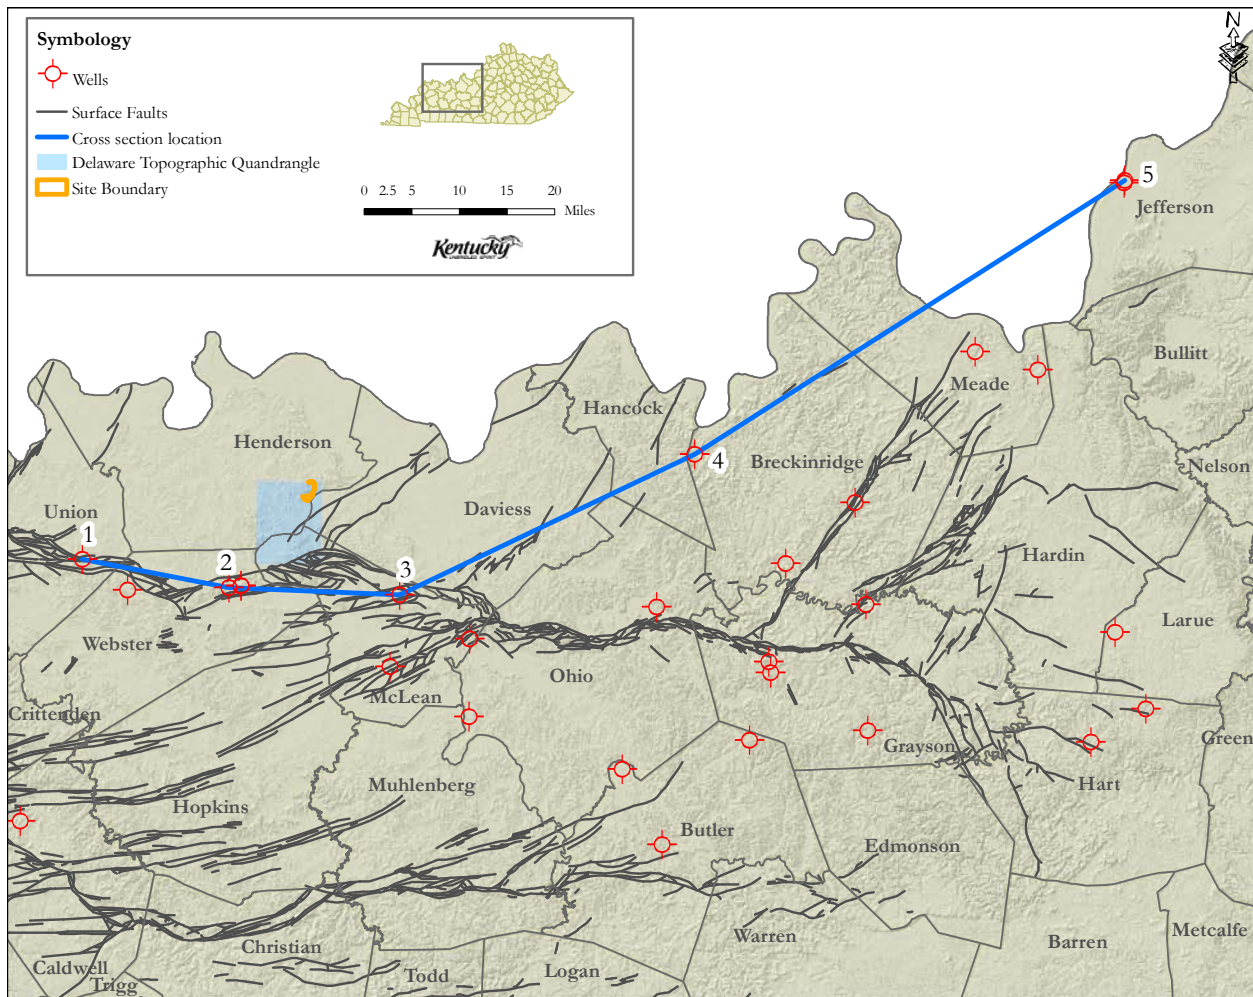 Symbology
Wells
Surface Faults
Cross section location
Delaware Topographic Quandrangle
Site Boundary
0 2.5 5 10 15 20
Miles
Kentucky
UNBRIDLED SPIRIT
N
5
Jefferson
Bullitt
Meade
Hancock
Henderson
4
Breckinridge
Nelson
Daviess
Union
1
2
3
Hardin
Webster
Larue
Ohio
McLean
Crittenden
Green
Grayson
Muhlenberg
Hart
Hopkins
Butler
Edmonson
Metcalfe
Warren
Barren
Christian
Caldwell
Todd
Logan
Trigg